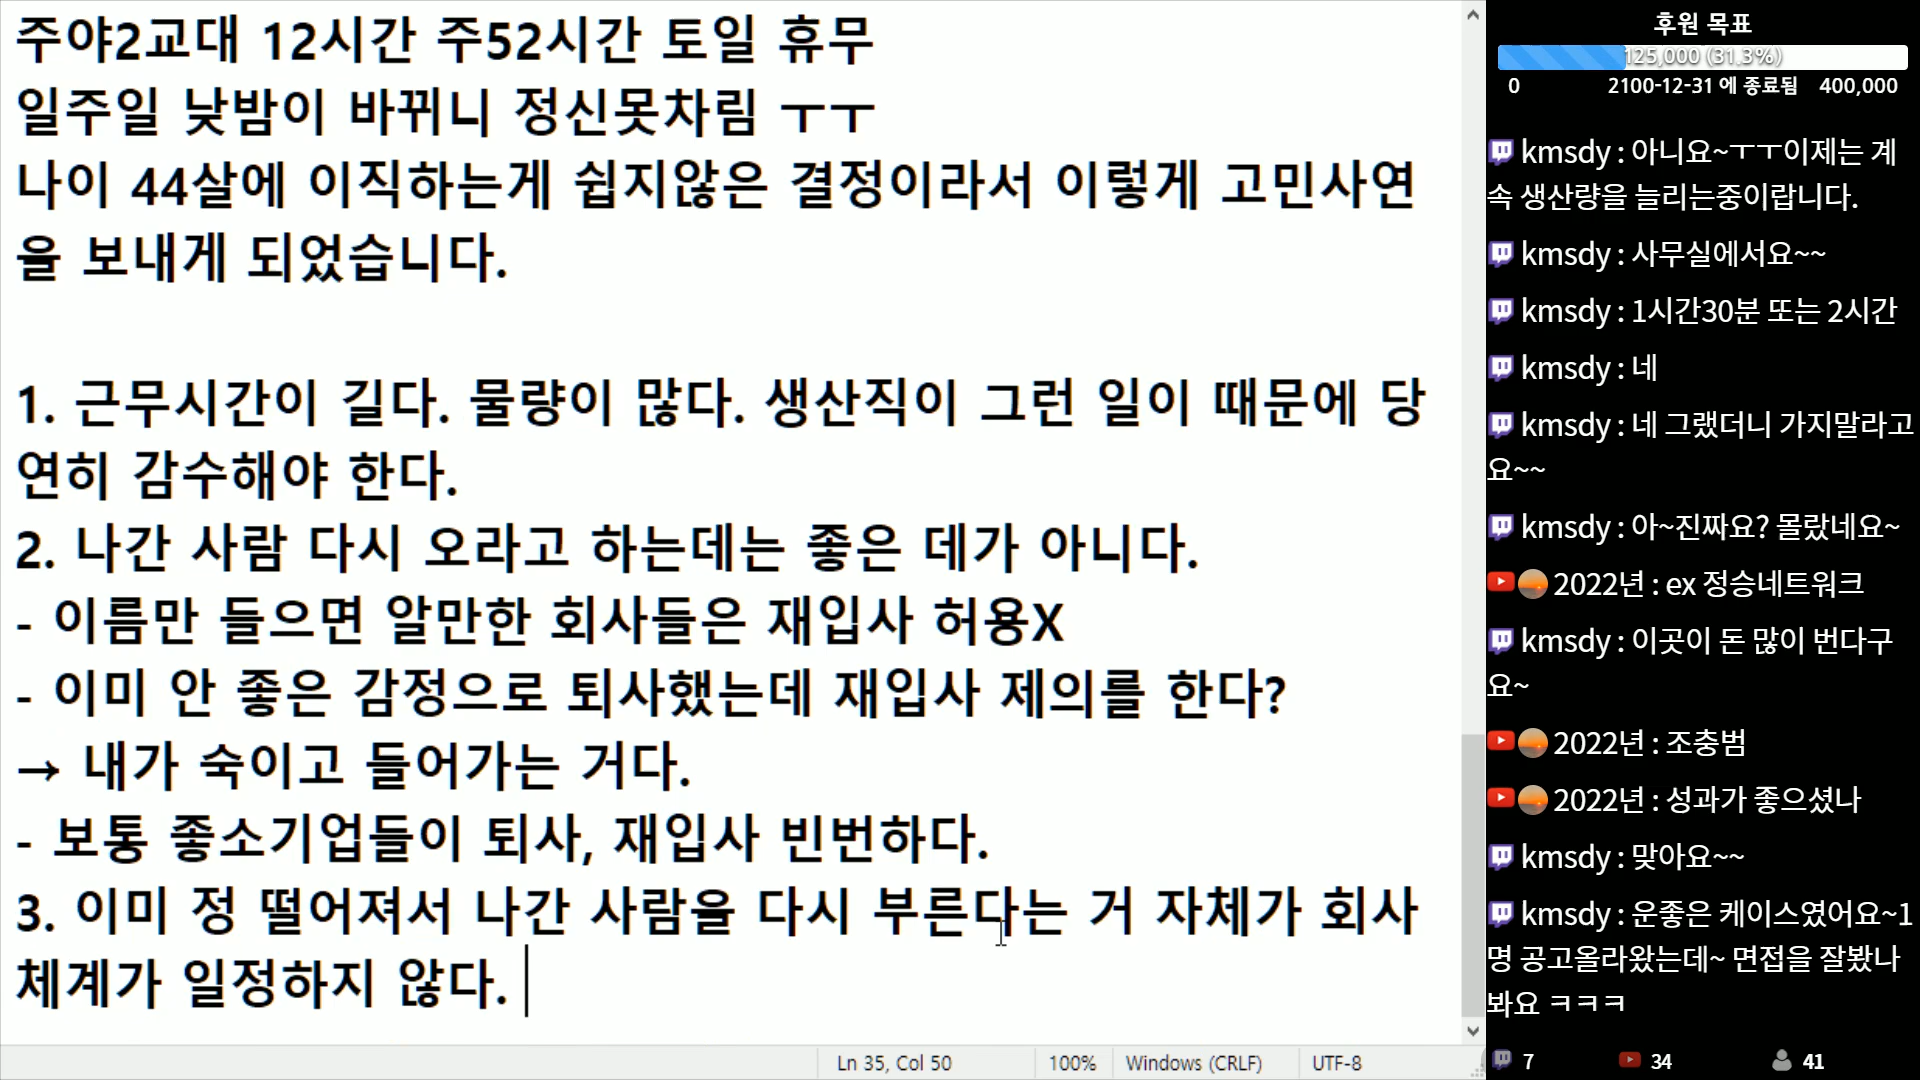 주야2교대 12시간 주52시간 토일 휴무
일주일 낮밤이 바뀌니 정신못차림 ㅜㅜ
나이 44살에 이직하는게 쉽지않은 결정이라서 이렇게 고민사연
을 보내게 되었습니다.
1. 근무시간이 길다. 물량이 많다. 생산직이 그런 일이 때문에 당
연히 감수해야 한다.
2. 나간 사람 다시 오라고 하는데는 좋은 데가 아니다.
- 이름만 들으면 알만한 회사들은 재입사 허용X
- 이미 안 좋은 감정으로 퇴사했는데 재입사 제의를 한다?
→ 내가 숙이고 들어가는 거다.
- 보통 좋소기업들이 퇴사, 재입사 빈번하다.
3. 이미 정 떨어져서 나간 사람을 다시 부른다는 거 자체가 회사
체계가 일정하지 않다.
Ln 35, Col 50
100%
Windows (CRLF)
UTF-8
후원 목표
125,000 (31.3%)
0 2100-12-31 에 종료됨 400,000
kmsdy : 아니요~ㅜㅜ이제는 계
속 생산량을 늘리는중이랍니다.
kmsdy : 사무실에서요~~
kmsdy : 1시간30분 또는 2시간
kmsdy : 네
kmsdy : 네 그랬더니 가지말라고
요~~
kmsdy : 아~진짜요? 몰랐네요~
2022년 : ex 정승네트워크
kmsdy : 이곳이 돈 많이 번다구
요~
2022년 : 조충범
2022년 : 성과가 좋으셨나
kmsdy : 맞아요~~
kmsdy : 운좋은 케이스였어요~1
명 공고올라왔는데~ 면접을 잘봤나
봐요 ㅋㅋㅋ
7 34 41